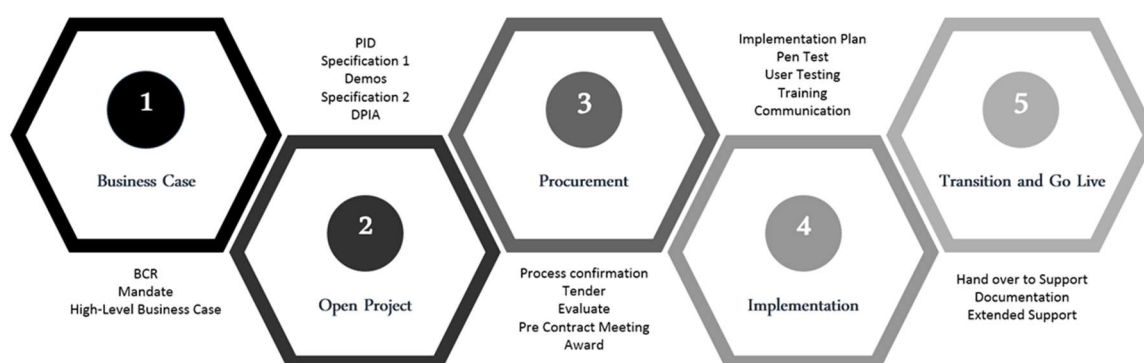 1
Business Case
BCR
Mandate
High-Level Business Case
PID
Specification 1
Demos
Specification 2
DPIA
2
Open Project
3
Procurement
Process confirmation
Tender
Evaluate
Pre Contract Meeting
Award
Implementation Plan
Pen Test
User Testing
Training
Communication
4
Implementation
5
Transition and Go Live
Hand over to Support
Documentation
Extended Support